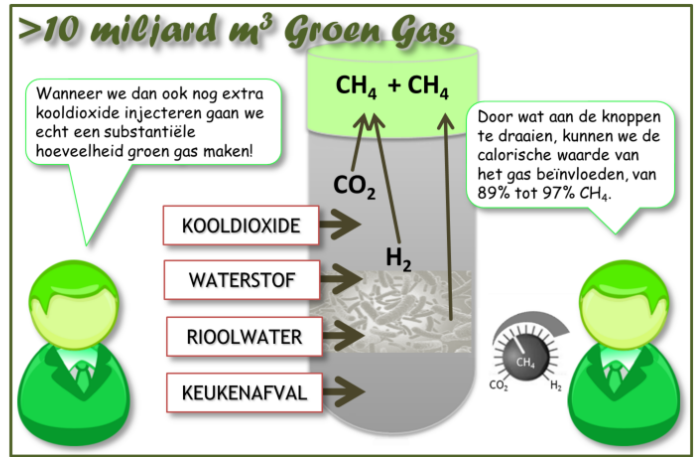 >10 miljard m³ Groen Gas
Wanneer we dan ook nog extra
kooldioxide injecteren gaan we
echt een substantiële
hoeveelheid groen gas maken!
CH₄ + CH₄
Door wat aan de knoppen
te draaien, kunnen we de
calorische waarde van
het gas beïnvloeden, van
89% tot 97% CH₄.
CO₂
KOOLDIOXIDE
H₂
WATERSTOF
RIOOLWATER
KEUKENAFVAL
CH₄
CO₂ H₂